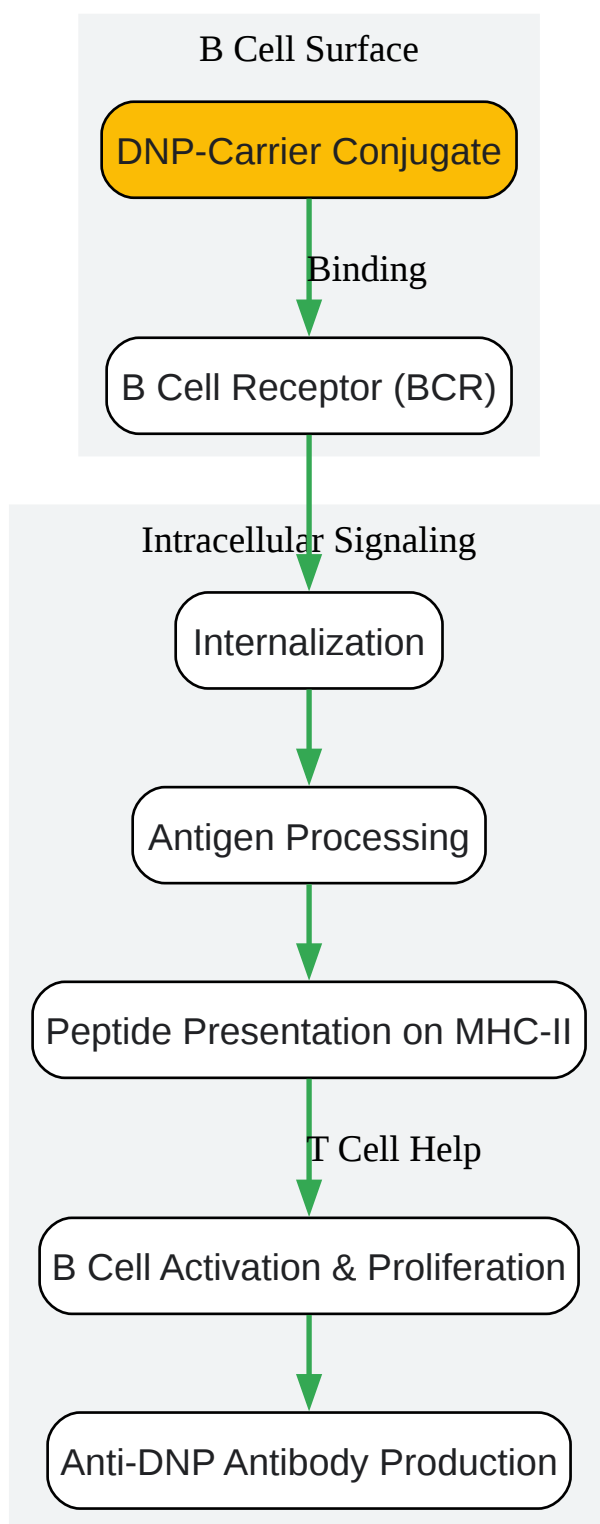 B Cell Surface
DNP-Carrier Conjugate
Binding
B Cell Receptor (BCR)
Intracellular Signaling
Internalization
Antigen Processing
Peptide Presentation on MHC-II
T Cell Help
B Cell Activation & Proliferation
Anti-DNP Antibody Production